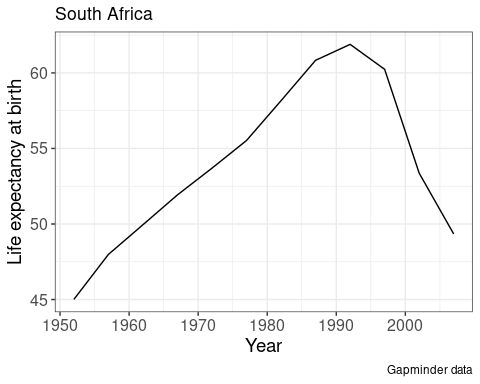 South Africa
Life expectancy at birth
60
55
50
45
1950 1960 1970 1980 1990 2000
Year
Gapminder data